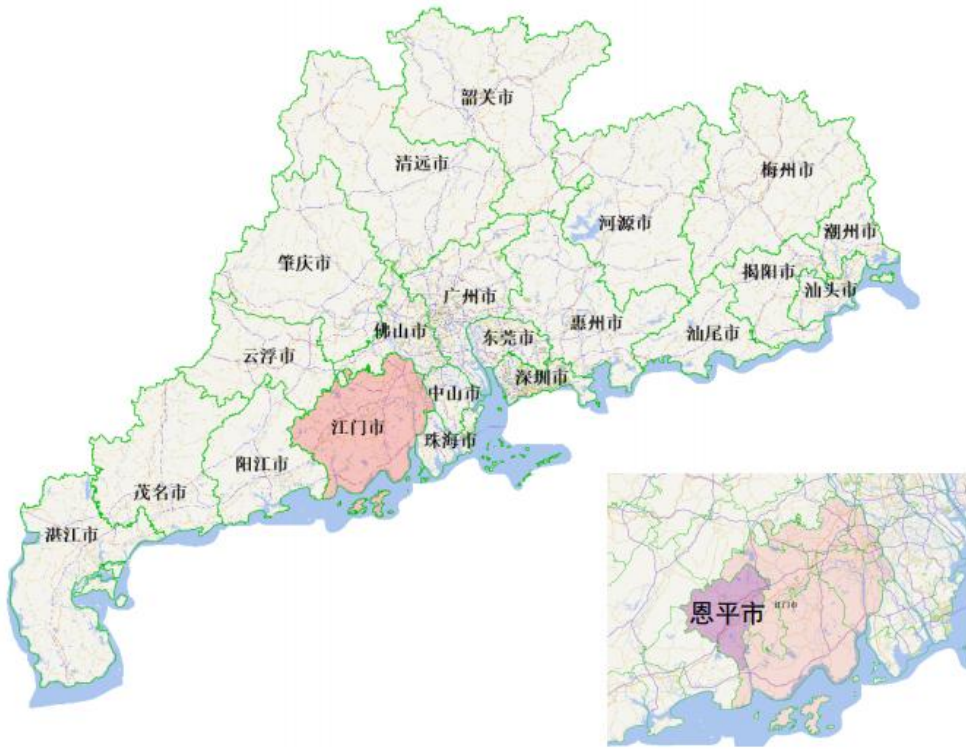 韶关市
清远市
梅州市
河源市
潮州市
肇庆市
揭阳市
汕头市
广州市
惠州市
佛山市
东莞市
汕尾市
云浮市
深圳市
中山市
江门市
珠海市
阳江市
茂名市
湛江市
恩平市
江门市